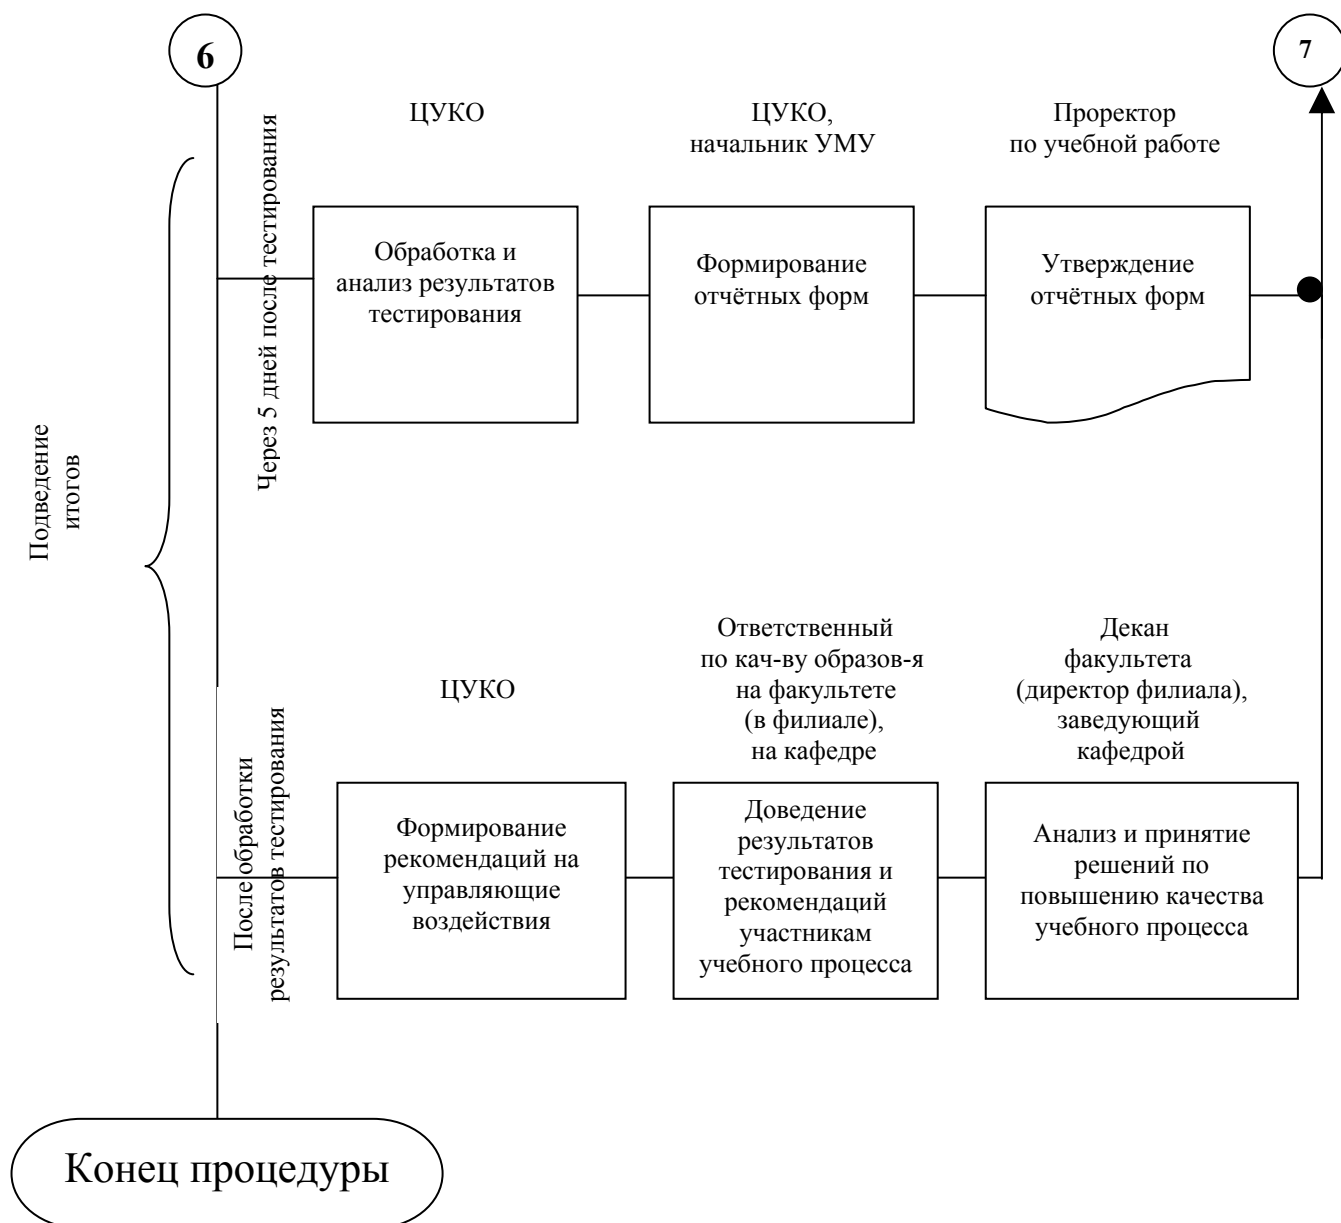 6
7
ЦУКО
ЦУКО,
начальник УМУ
Проректор
по учебной работе
Через 5 дней после тестирования
Обработка и
анализ результатов
тестирования
Формирование
отчётных форм
Утверждение
отчётных форм
Подведение
итогов
ЦУКО
Ответственный
по кач-ву образов-я
на факультете
(в филиале),
на кафедре
Декан
факультета
(директор филиала),
заведующий
кафедрой
После обработки
результатов тестирования
Формирование
рекомендаций на
управляющие
воздействия
Доведение
результатов
тестирования и
рекомендаций
участникам
учебного процесса
Анализ и принятие
решений по
повышению качества
учебного процесса
Конец процедуры